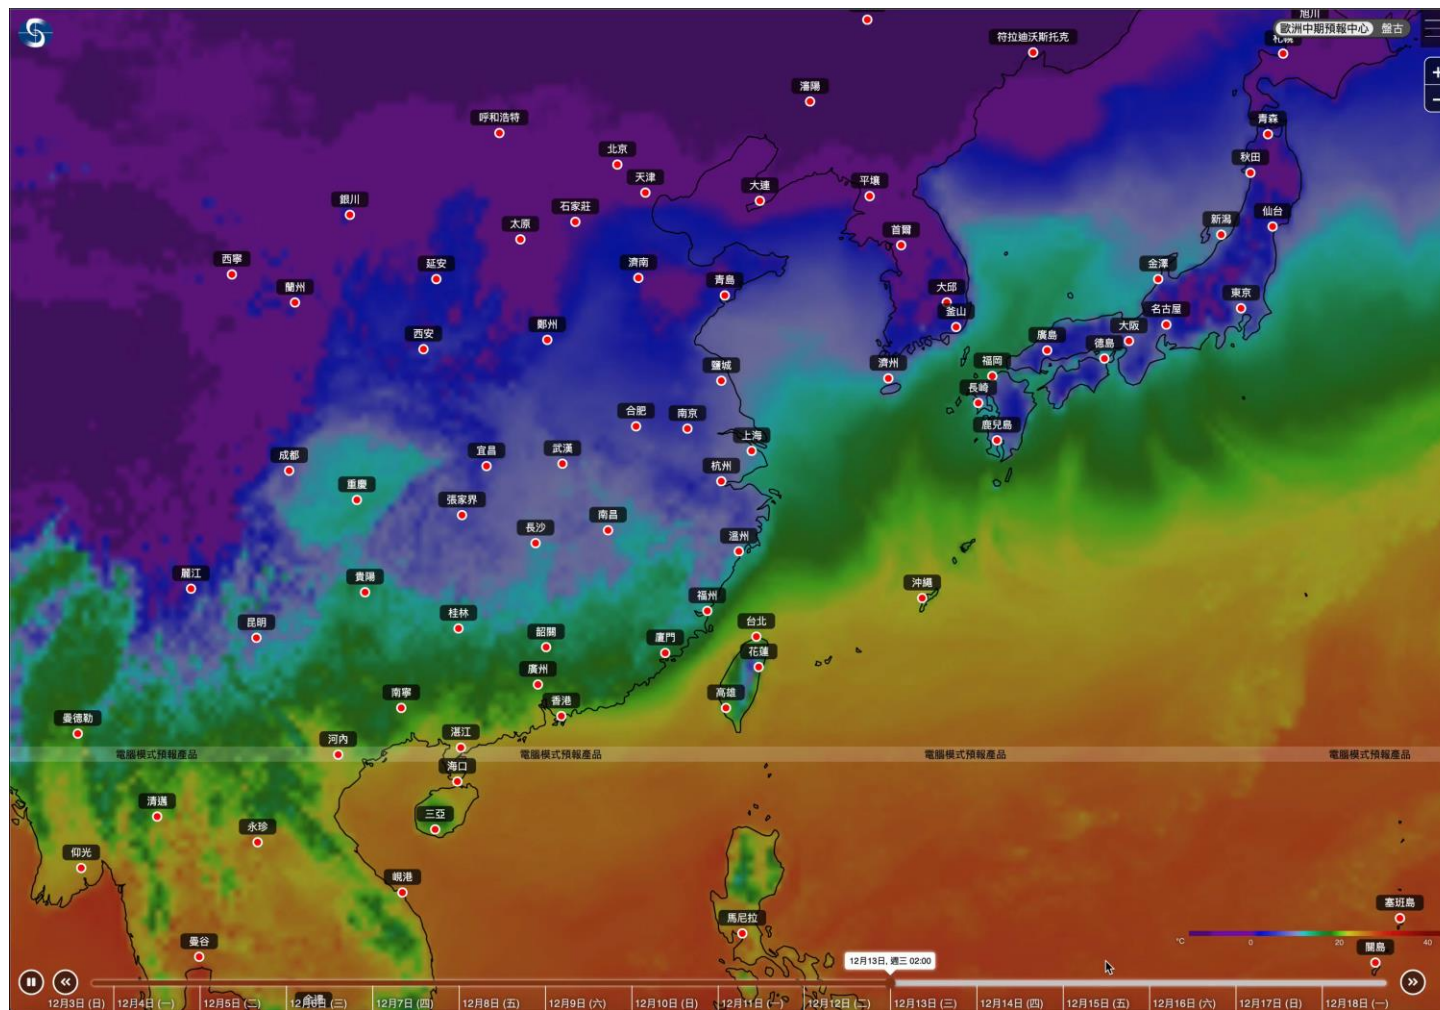 旭川
歐洲中期預報中心 盤古
符拉迪沃斯托克
札幌
瀋陽
呼和浩特
青森
北京
秋田
天津
大連
平壤
銀川
石家莊
太原
新潟
仙台
首爾
西寧
延安
濟南
金澤
青島
蘭州
大邱
東京
釜山
名古屋
鄭州
大阪
西安
廣島
德島
鹽城
濟州
福岡
長崎
合肥
南京
鹿兒島
上海
成都
宜昌
武漢
杭州
重慶
張家界
南昌
長沙
溫州
麗江
貴陽
沖繩
福州
桂林
昆明
台北
韶關
廈門
花蓮
廣州
南寧
高雄
香港
曼德勒
湛江
河內
電腦模式預報產品 電腦模式預報產品 電腦模式預報產品 電腦模式預報產品
海口
清邁
三亞
永珍
仰光
峴港
塞班島
馬尼拉
曼谷
°C 0 20 40
關島
12月13日, 週三 02:00
12月3日 (日) 12月4日 (一) 12月5日 (二) 12月6日 (三) 12月7日 (四) 12月8日 (五) 12月9日 (六) 12月10日 (日) 12月11日 (一) 12月12日 (二) 12月13日 (三) 12月14日 (四) 12月15日 (五) 12月16日 (六) 12月17日 (日) 12月18日 (一)